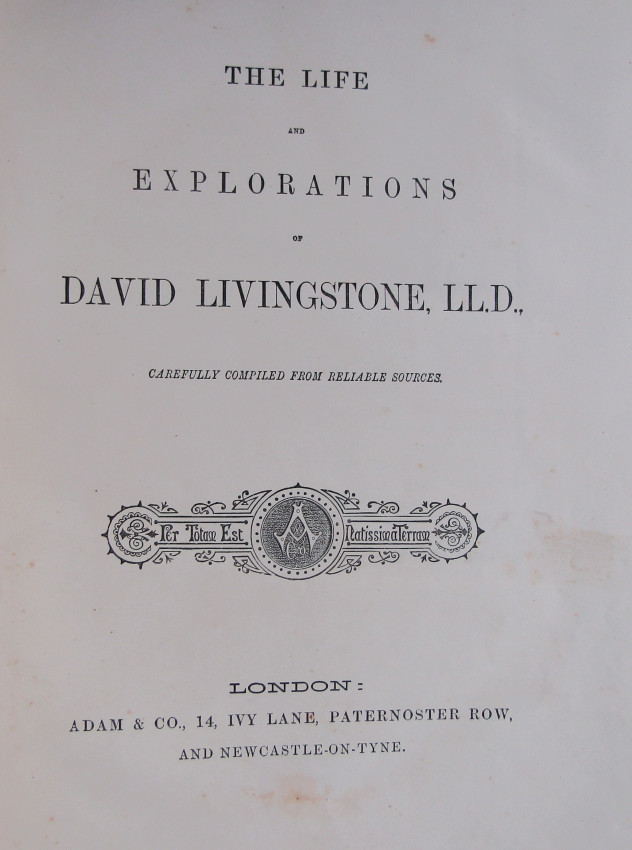 THE LIFE
AND
EXPLORATIONS
OF
DAVID LIVINGSTONE, LL.D.,
CAREFULLY COMPILED FROM RELIABLE SOURCES.
Per Totam Est Natissima Terram
LONDON:
ADAM & CO., 14, IVY LANE, PATERNOSTER ROW,
AND NEWCASTLE-ON-TYNE.